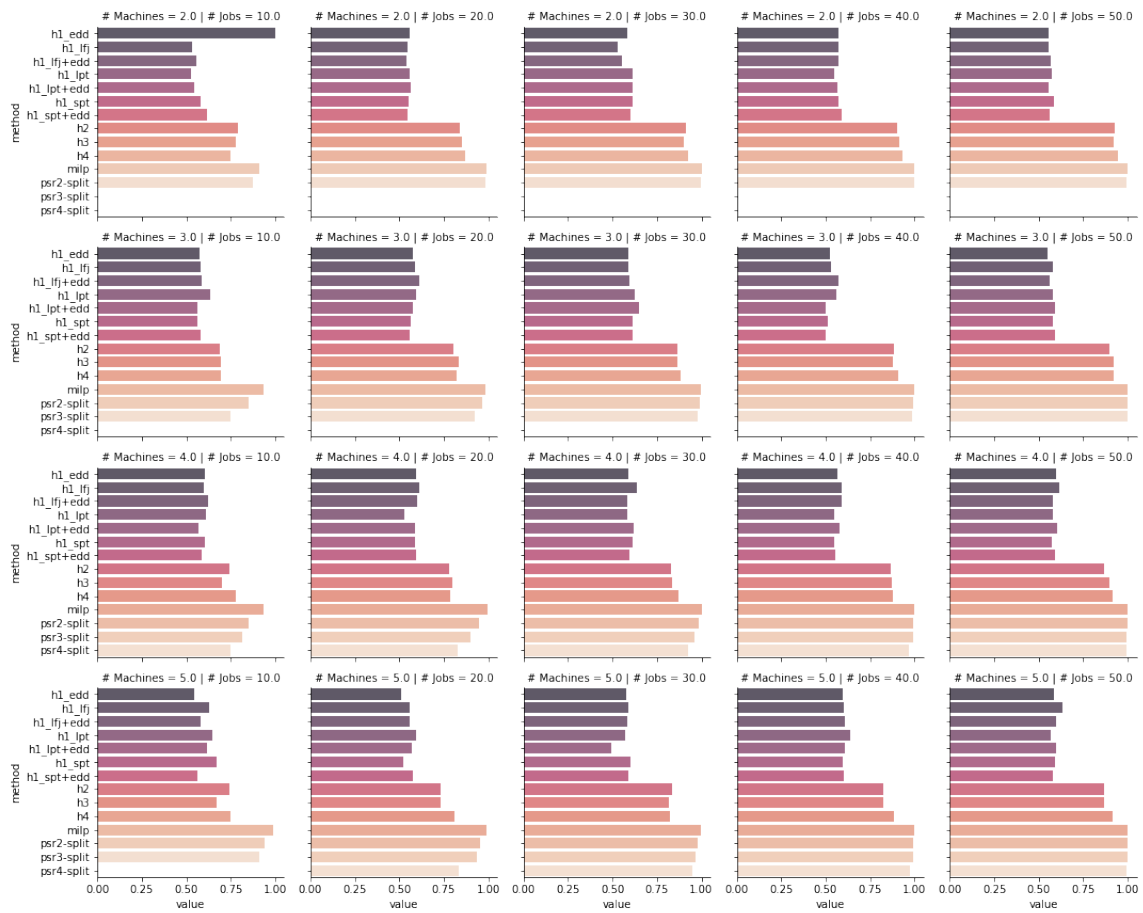 # Machines = 2.0 | # Jobs = 10.0
# Machines = 2.0 | # Jobs = 20.0
# Machines = 2.0 | # Jobs = 30.0
# Machines = 2.0 | # Jobs = 40.0
# Machines = 2.0 | # Jobs = 50.0
method
h1_edd
h1_lfj
h1_lfj+edd
h1_lpt
h1_lpt+edd
h1_spt
h1_spt+edd
h2
h3
h4
milp
psr2-split
psr3-split
psr4-split
# Machines = 3.0 | # Jobs = 10.0
# Machines = 3.0 | # Jobs = 20.0
# Machines = 3.0 | # Jobs = 30.0
# Machines = 3.0 | # Jobs = 40.0
# Machines = 3.0 | # Jobs = 50.0
method
h1_edd
h1_lfj
h1_lfj+edd
h1_lpt
h1_lpt+edd
h1_spt
h1_spt+edd
h2
h3
h4
milp
psr2-split
psr3-split
psr4-split
# Machines = 4.0 | # Jobs = 10.0
# Machines = 4.0 | # Jobs = 20.0
# Machines = 4.0 | # Jobs = 30.0
# Machines = 4.0 | # Jobs = 40.0
# Machines = 4.0 | # Jobs = 50.0
method
h1_edd
h1_lfj
h1_lfj+edd
h1_lpt
h1_lpt+edd
h1_spt
h1_spt+edd
h2
h3
h4
milp
psr2-split
psr3-split
psr4-split
# Machines = 5.0 | # Jobs = 10.0
# Machines = 5.0 | # Jobs = 20.0
# Machines = 5.0 | # Jobs = 30.0
# Machines = 5.0 | # Jobs = 40.0
# Machines = 5.0 | # Jobs = 50.0
method
h1_edd
h1_lfj
h1_lfj+edd
h1_lpt
h1_lpt+edd
h1_spt
h1_spt+edd
h2
h3
h4
milp
psr2-split
psr3-split
psr4-split
0.00 0.25 0.50 0.75 1.00
value
0.00 0.25 0.50 0.75 1.00
value
0.00 0.25 0.50 0.75 1.00
value
0.00 0.25 0.50 0.75 1.00
value
0.00 0.25 0.50 0.75 1.00
value